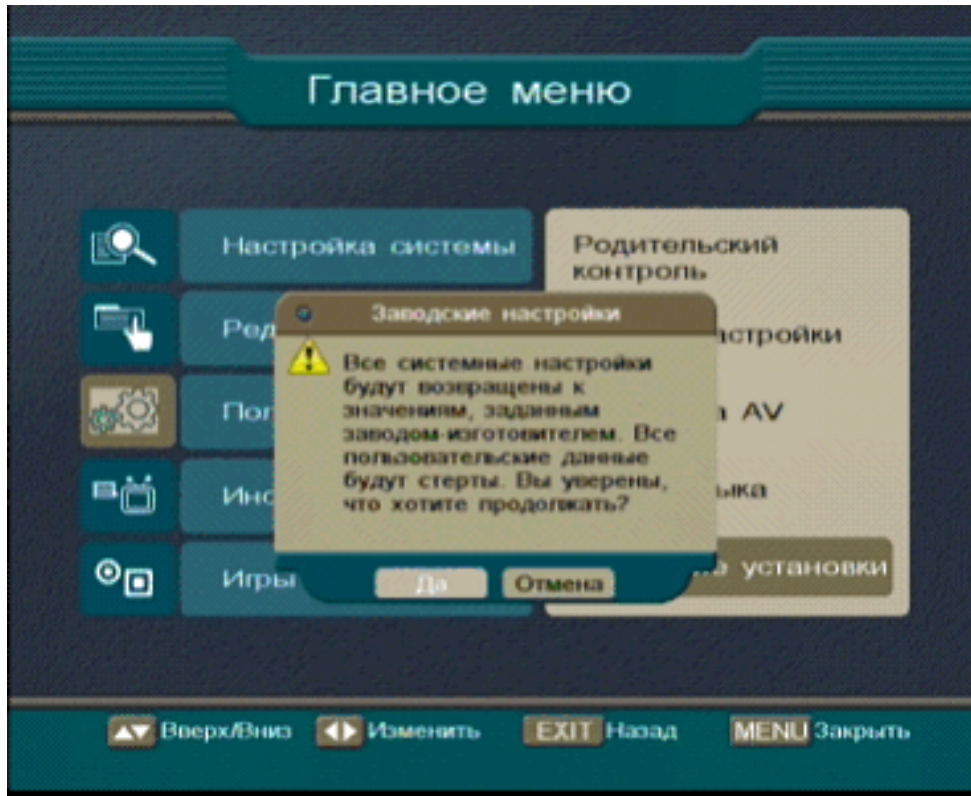 Главное меню
Настройка системы
Родительский
контроль
Заводские настройки
Все системные настройки
будут возвращены к
значениям, заданным
заводом-изготовителем. Все
пользовательские данные
будут стерты. Вы уверены,
что хотите продолжать?
AV
Игры
установки
Да
Отмена
Вверх/Вниз
Изменить
EXIT Назад
MENU Закрыть